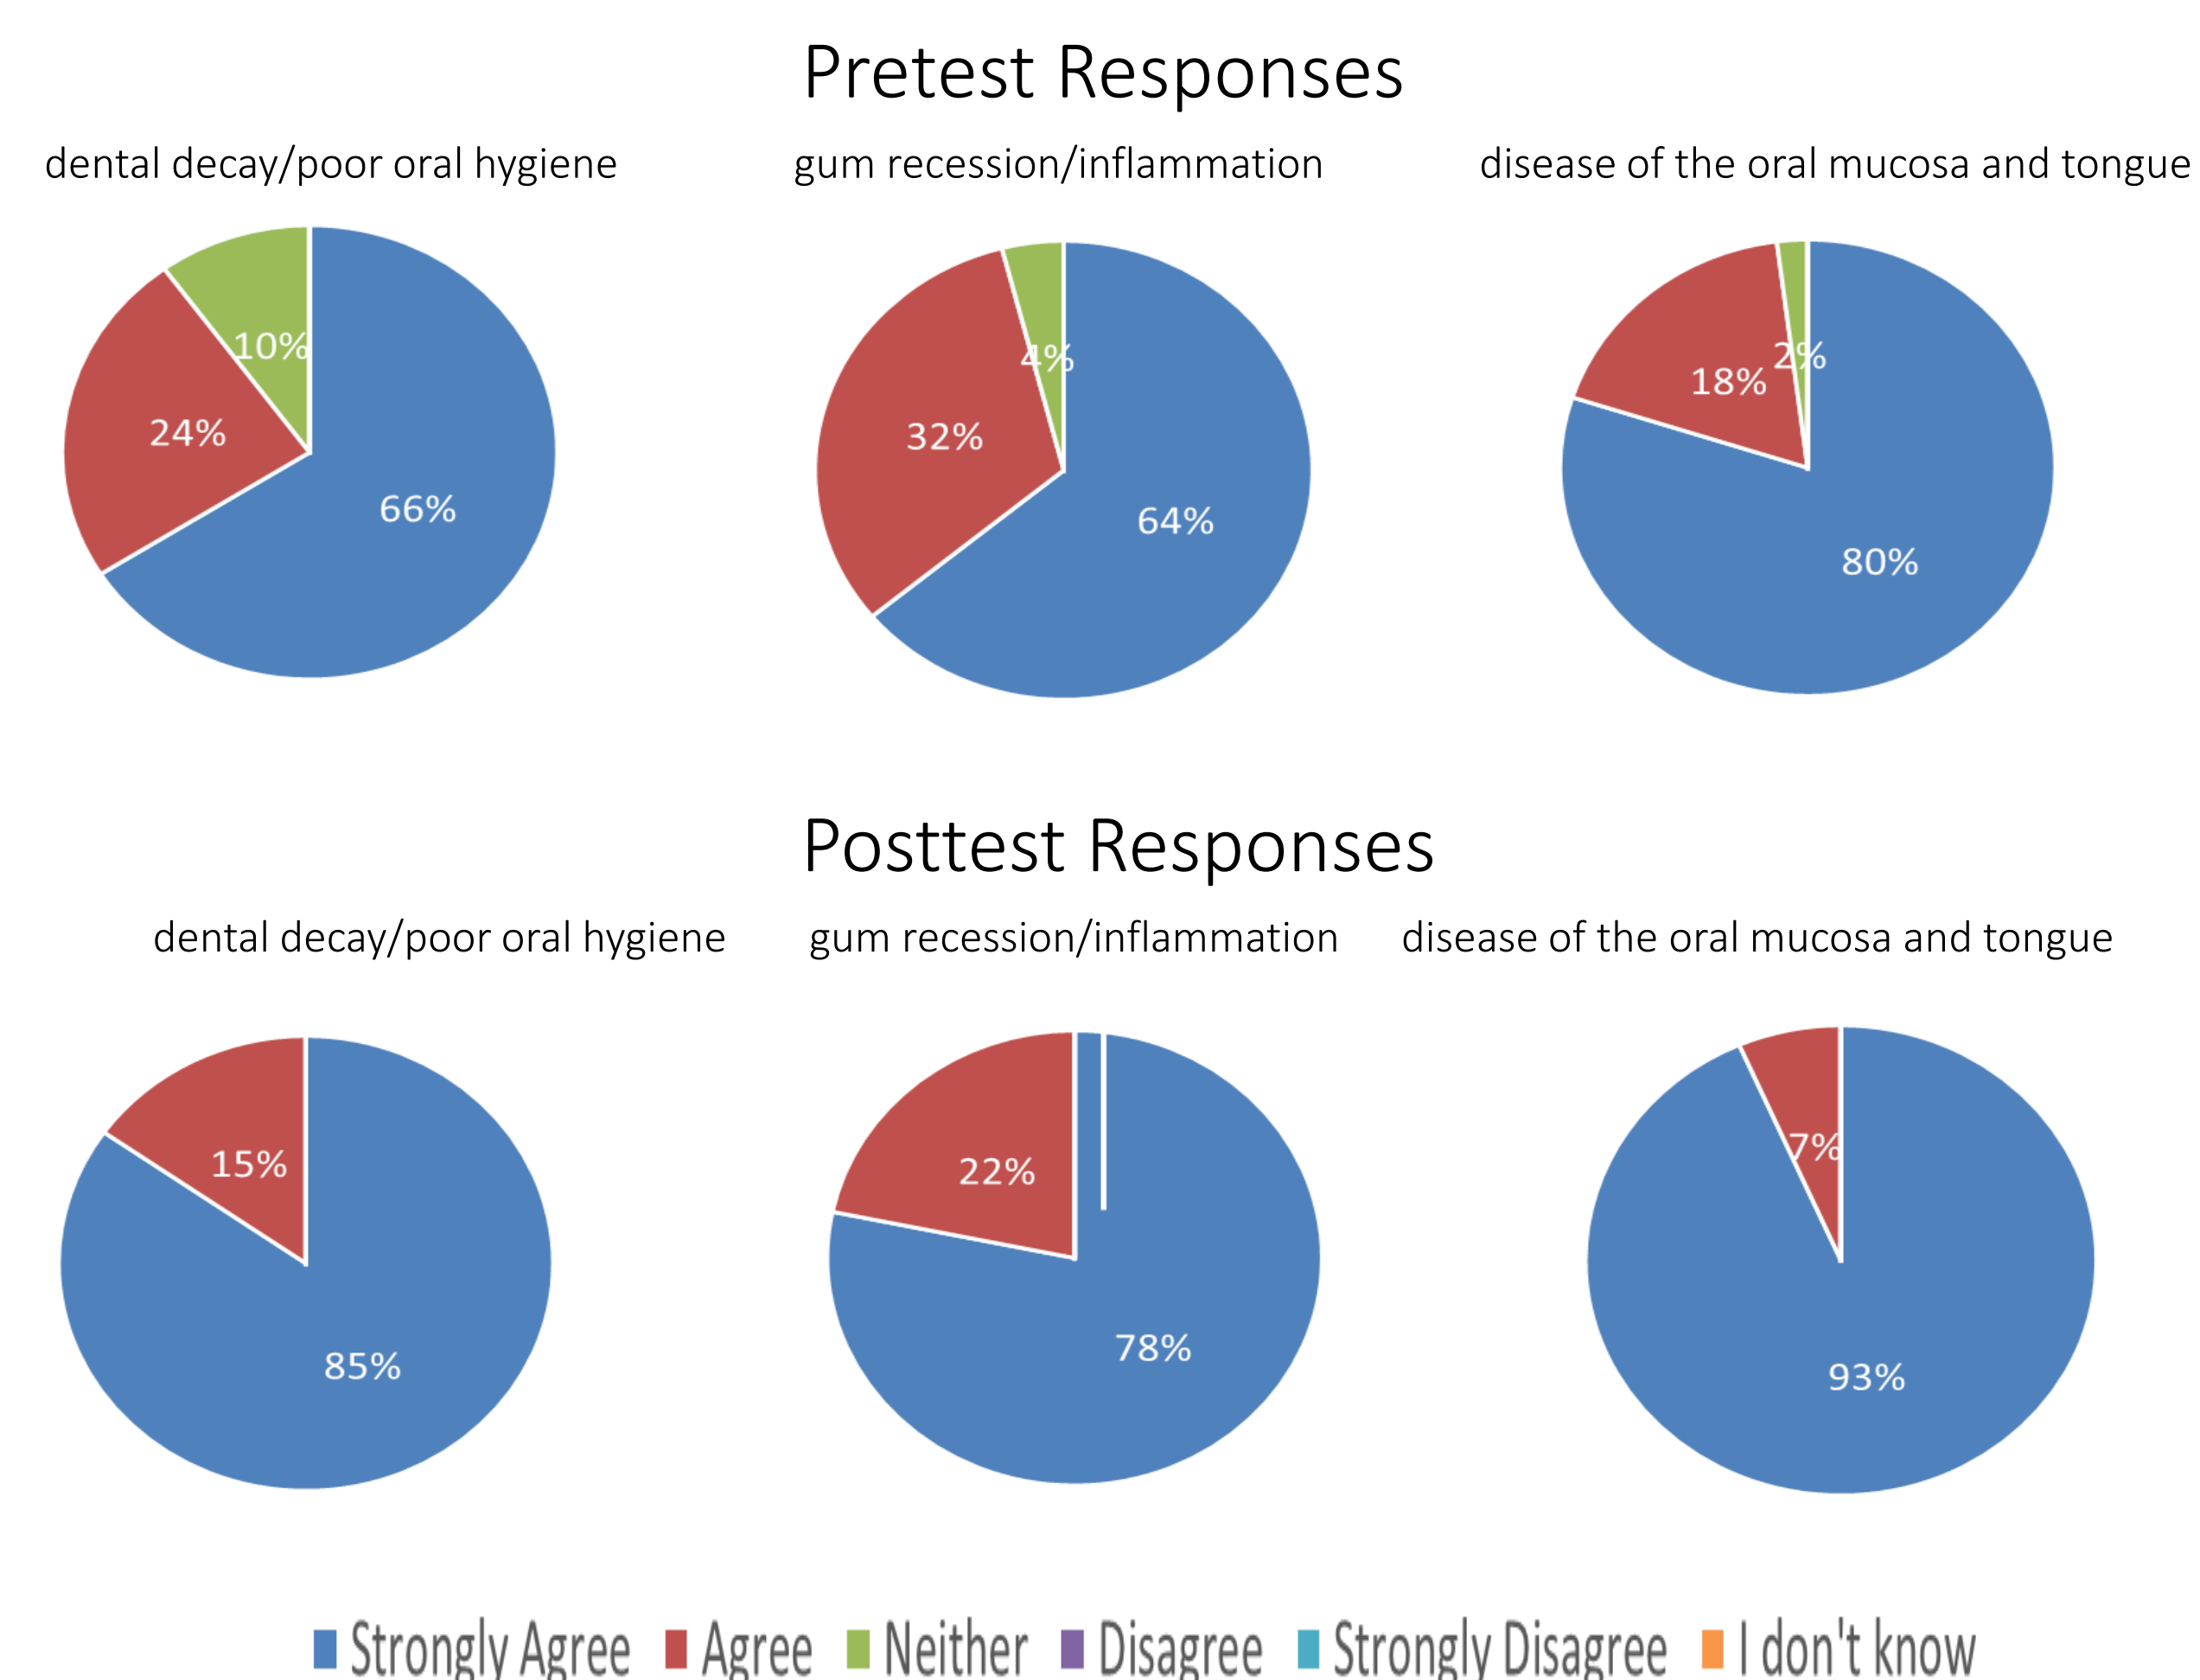 Pretest Responses
dental decay/poor oral hygiene
gum recession/inflammation
disease of the oral mucosa and tongue
10%
24%
66%
4%
32%
64%
2%
18%
80%
Posttest Responses
dental decay/poor oral hygiene
gum recession/inflammation
disease of the oral mucosa and tongue
15%
85%
22%
78%
7%
93%
Strongly Agree Agree Neither Disagree Strongly Disagree I don't know